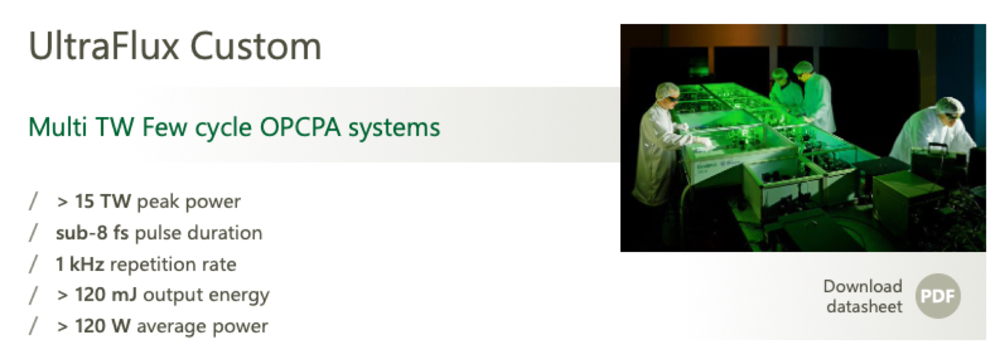 UltraFlux Custom
Multi TW Few cycle OPCPA systems
/ > 15 TW peak power
/ sub-8 fs pulse duration
/ 1 kHz repetition rate
/ > 120 mJ output energy
/ > 120 W average power
Download
datasheet
PDF